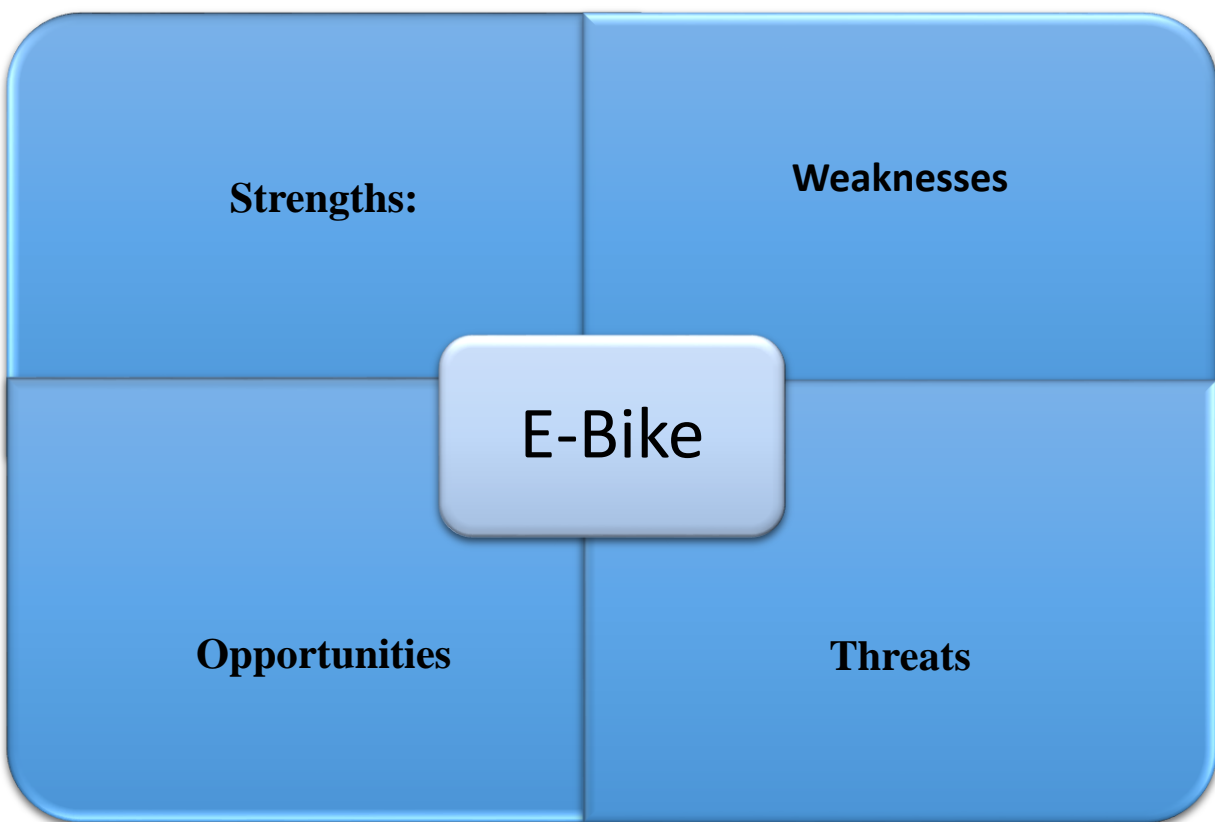 Strengths:
Weaknesses
E-Bike
Opportunities
Threats